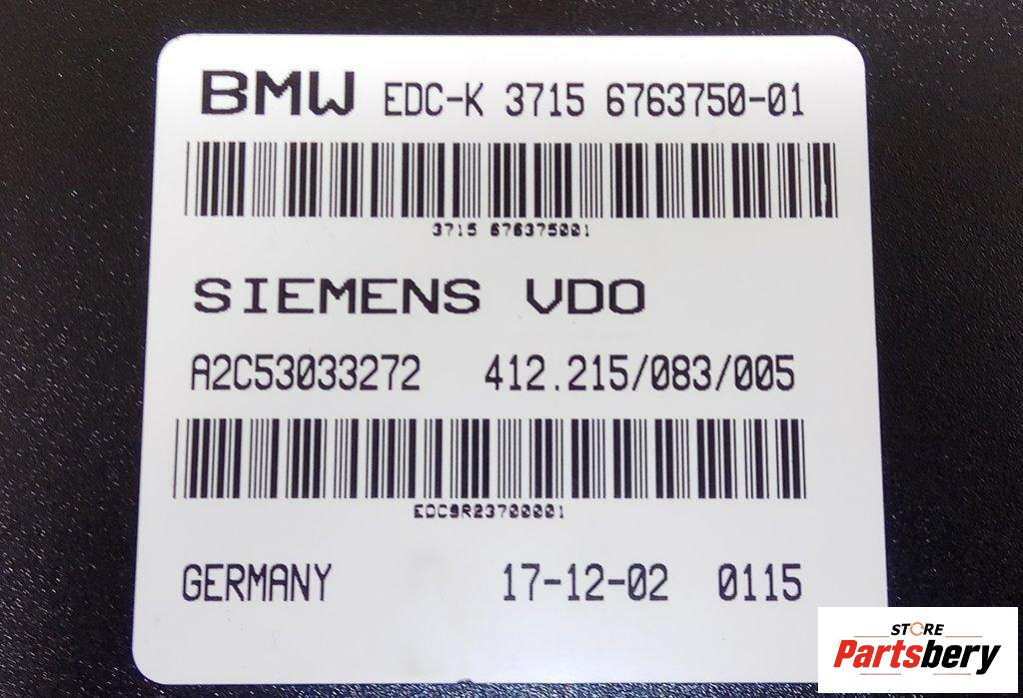 BMW EDC-K 3715 6763750-01
3715 676375001
SIEMENS VDO
A2C53033272 412.215/083/005
EDC9R23700001
GERMANY 17-12-02 0115
STORE
Partsbery